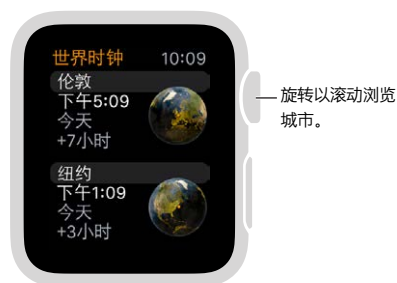 世界时钟 10:09
伦敦
下午5:09
今天
+7小时
纽约
下午1:09
今天
+3小时
旋转以滚动浏览
城市。